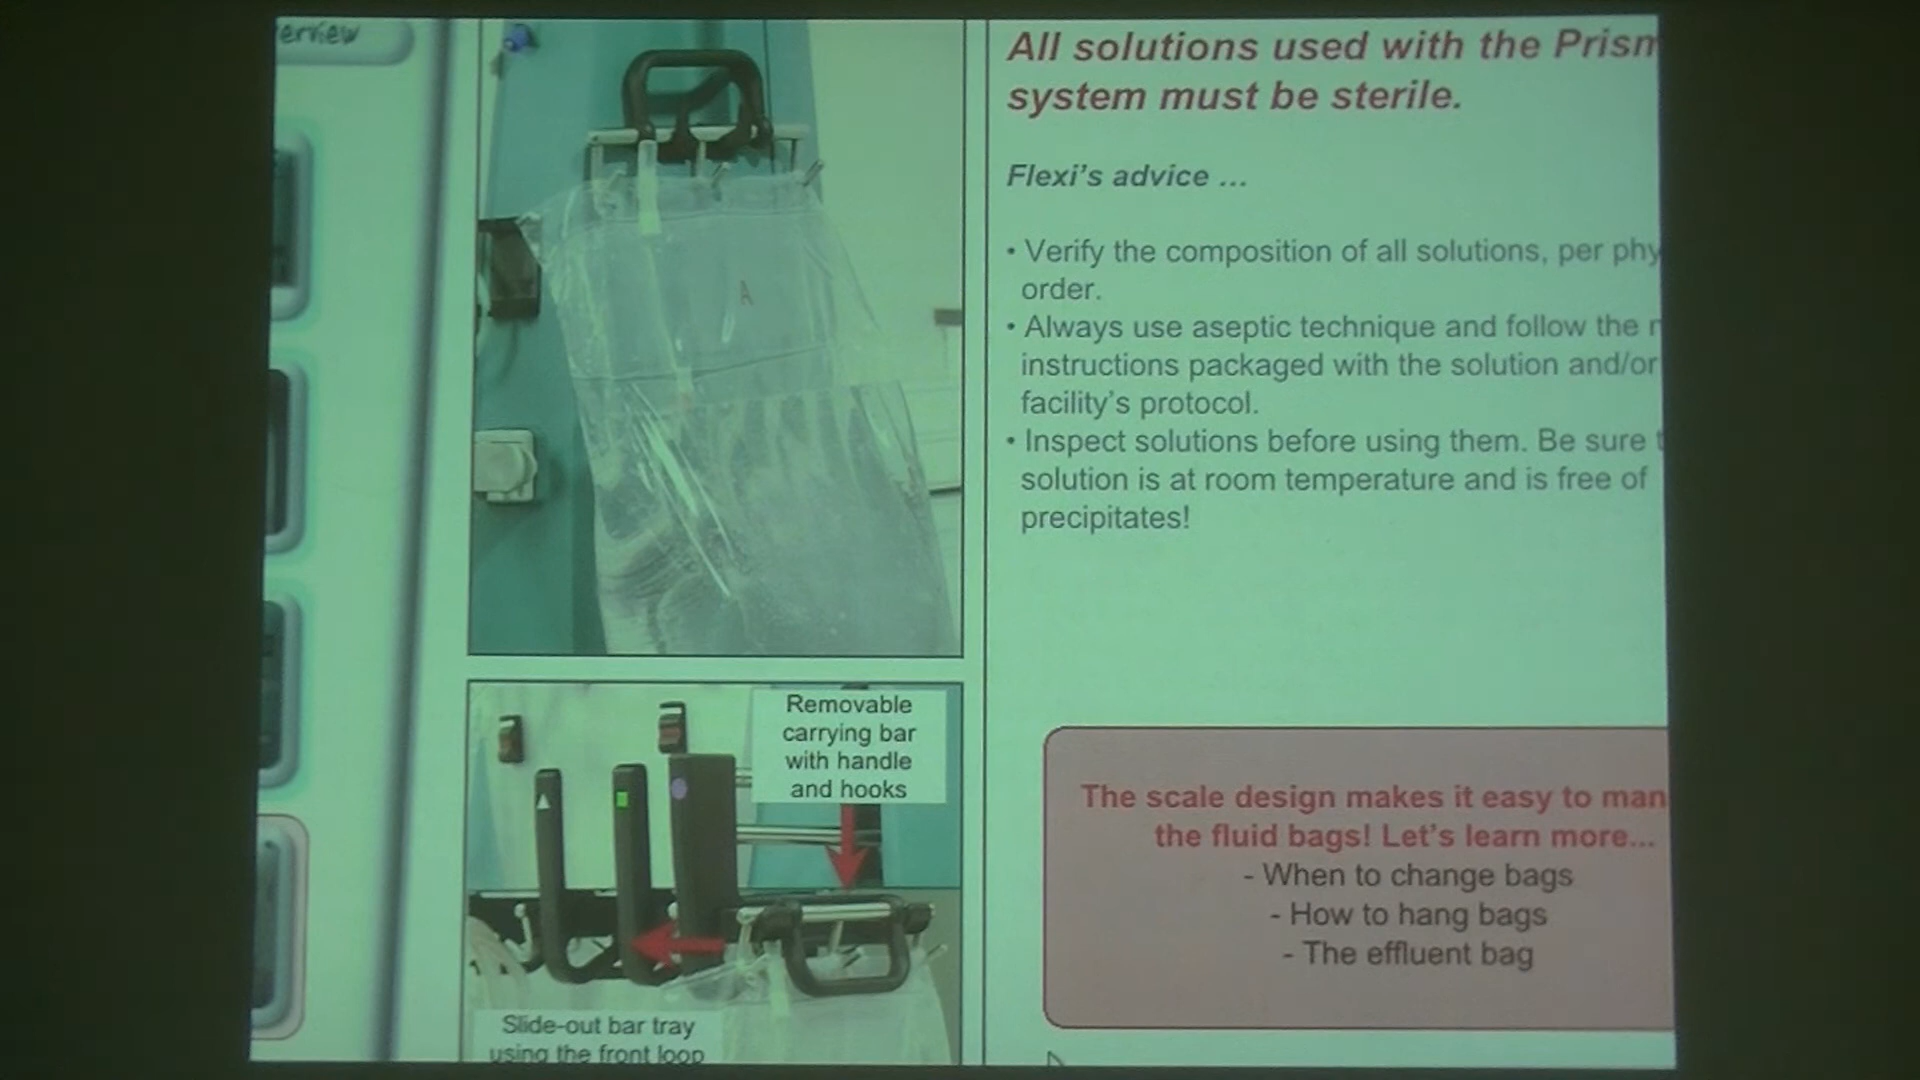 erview
All solutions used with the Prism
system must be sterile.
Flexi's advice ...
• Verify the composition of all solutions, per phy
order.
• Always use aseptic technique and follow the
instructions packaged with the solution and/or
facility's protocol.
• Inspect solutions before using them. Be sure
solution is at room temperature and is free of
precipitates!
A
Removable
carrying bar
with handle
and hooks
Slide-out bar tray
using the front loop
The scale design makes it easy to man
the fluid bags! Let's learn more...
- When to change bags
- How to hang bags
- The effluent bag